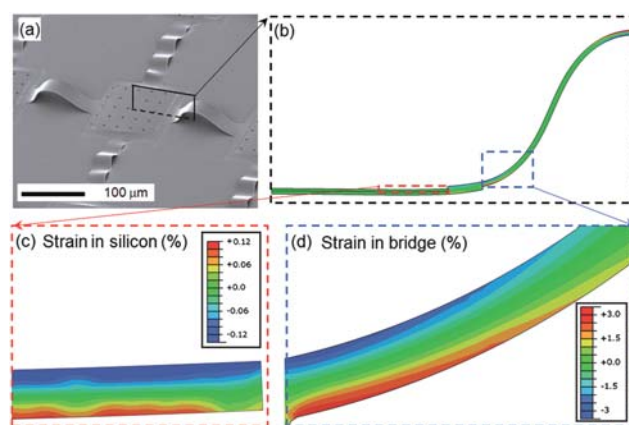 (a)
100 μm
(b)
(c) Strain in silicon (%)
+0.12
+0.06
+0.0
-0.06
-0.12
(d) Strain in bridge (%)
+3.0
+1.5
+0.0
-1.5
-3